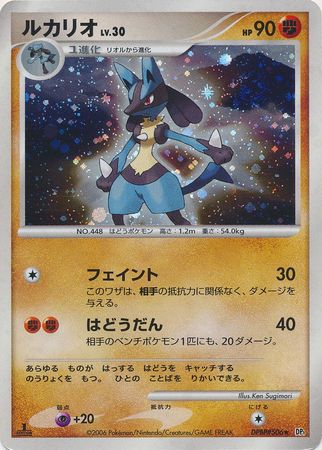 ルカリオ LV.30 HP 90
1進化 リオルから進化
NO.448 はどうポケモン 高さ：1.2m 重さ：54.0kg
フェイント 30
このワザは、相手の抵抗力に関係なく、ダメージを与える。
はどうだん 40
相手のベンチポケモン1匹にも、20ダメージ。
あらゆる ものが はっする はどうを キャッチする
のうりょくを もつ。 ひとの ことばを りかいする。
Illus.Ken Sugimori
弱点 +20 抵抗力 にげる
1 EDITION
©2006 Pokémon/Nintendo/Creatures/GAME FREAK
DPBP#506★ DP1